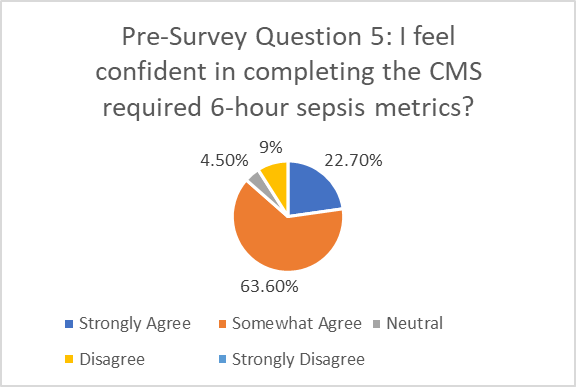 Pre-Survey Question 5: I feel
confident in completing the CMS
required 6-hour sepsis metrics?
9%
4.50%
22.70%
63.60%
Strongly Agree
Somewhat Agree
Neutral
Disagree
Strongly Disagree